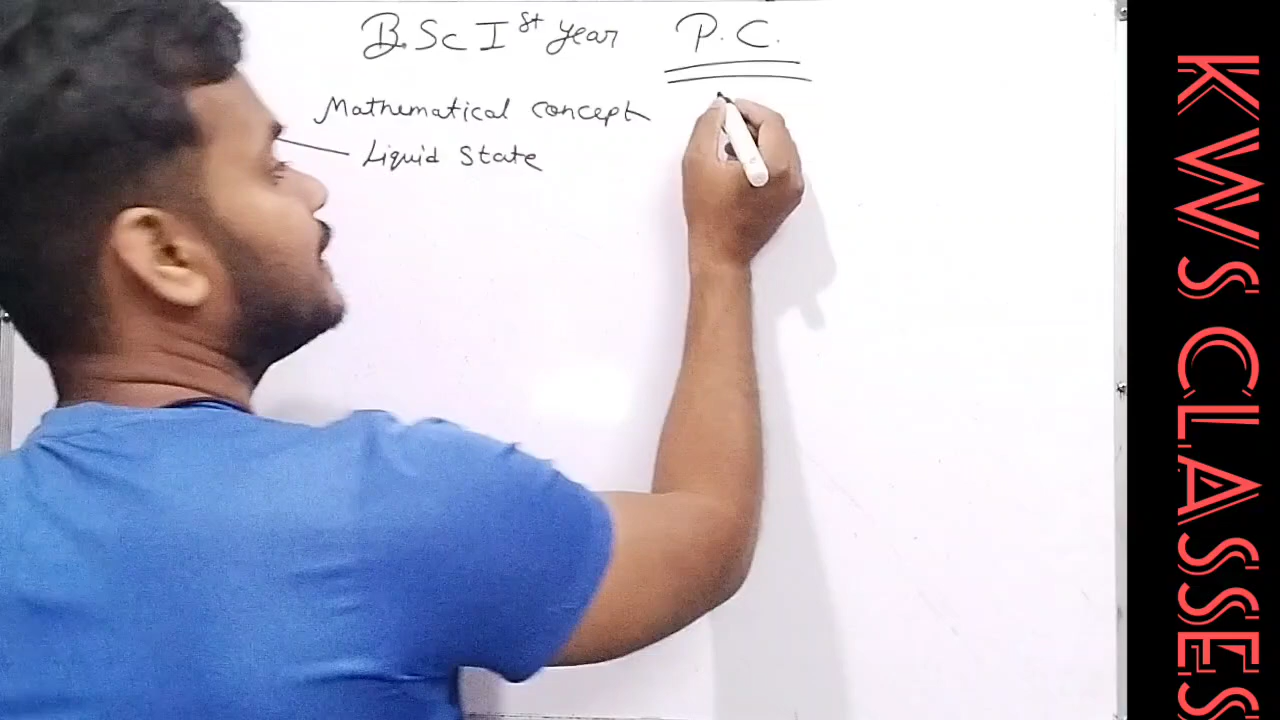 B.Sc I st year P.C.
Mathematical concept
Liquid State
KWS CLASSES